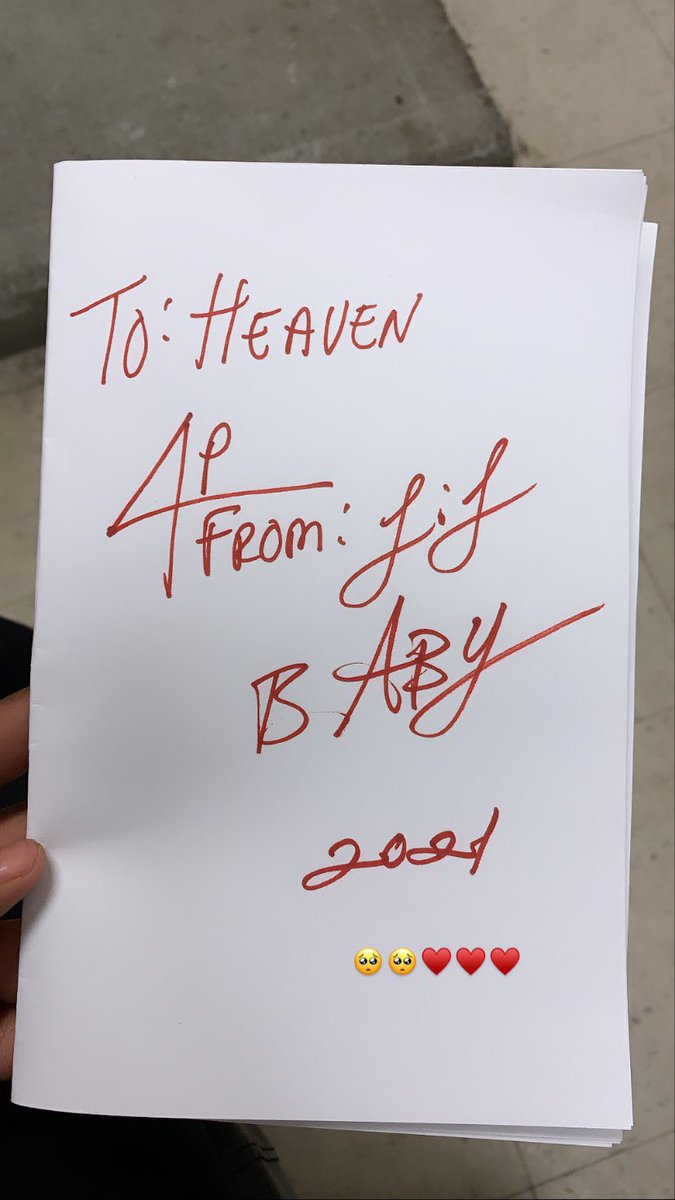 TO: HEAVEN
4P
FROM: Lil
BABY
2021
🥺🥺♥️♥️♥️